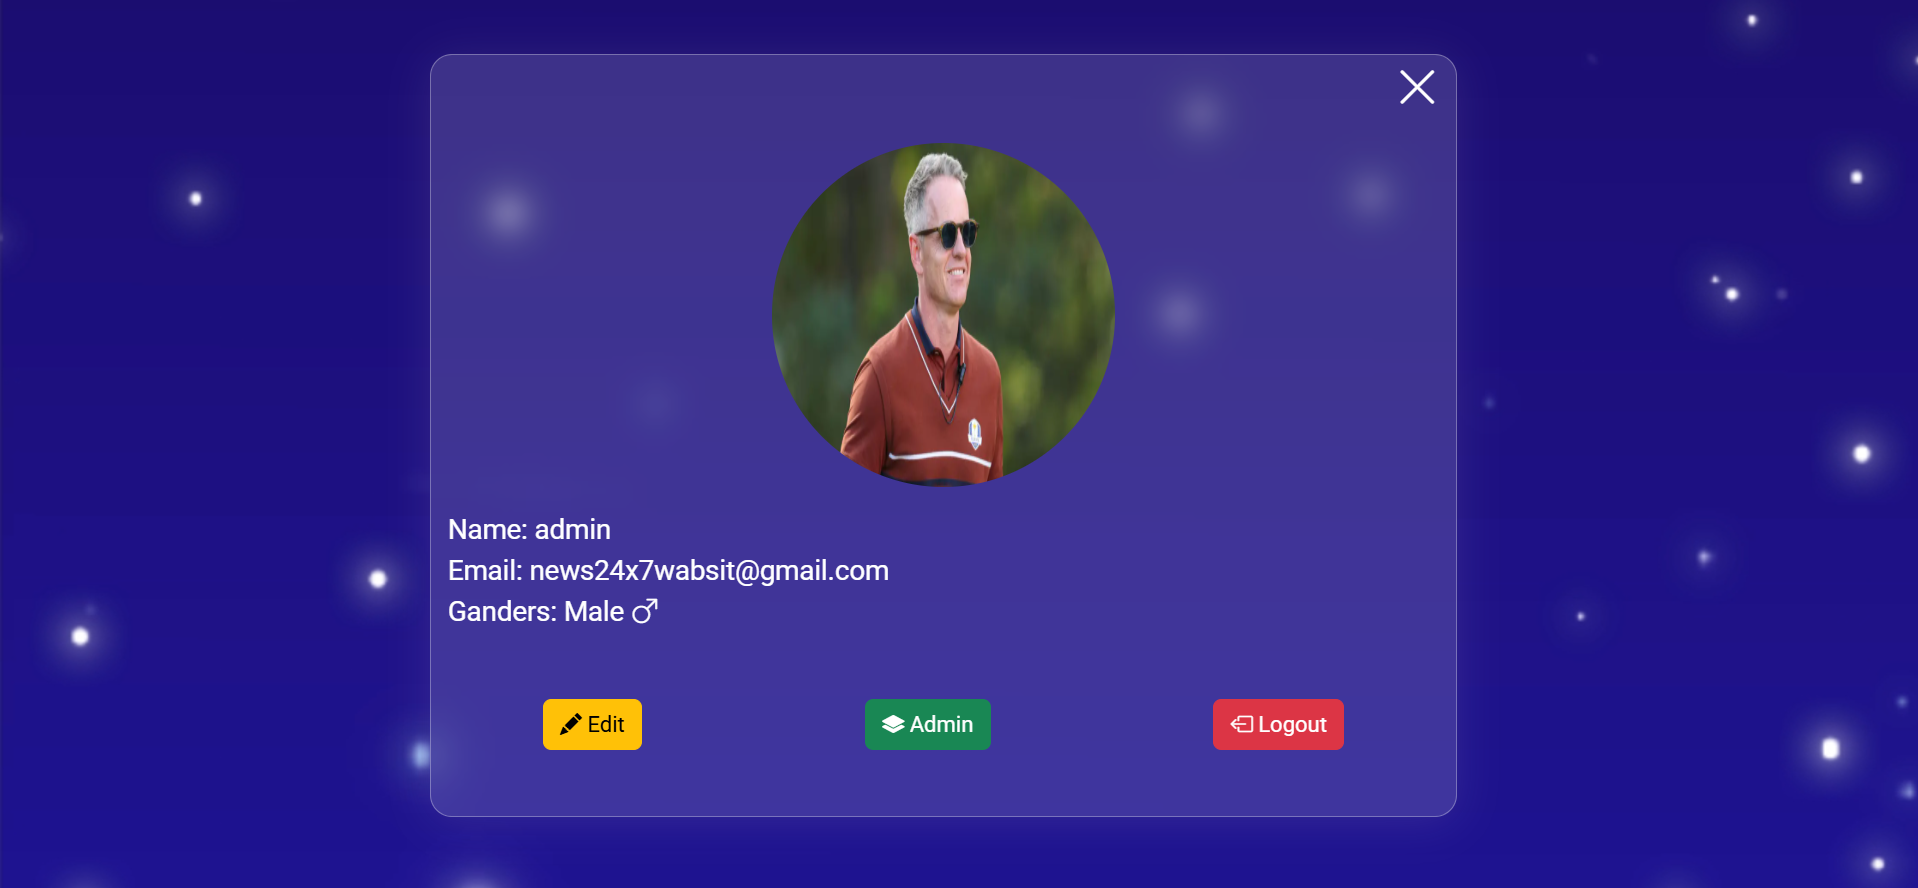 Name: admin
Email: news24x7wabsit@gmail.com
Ganders: Male ♂
Edit
Admin
Logout